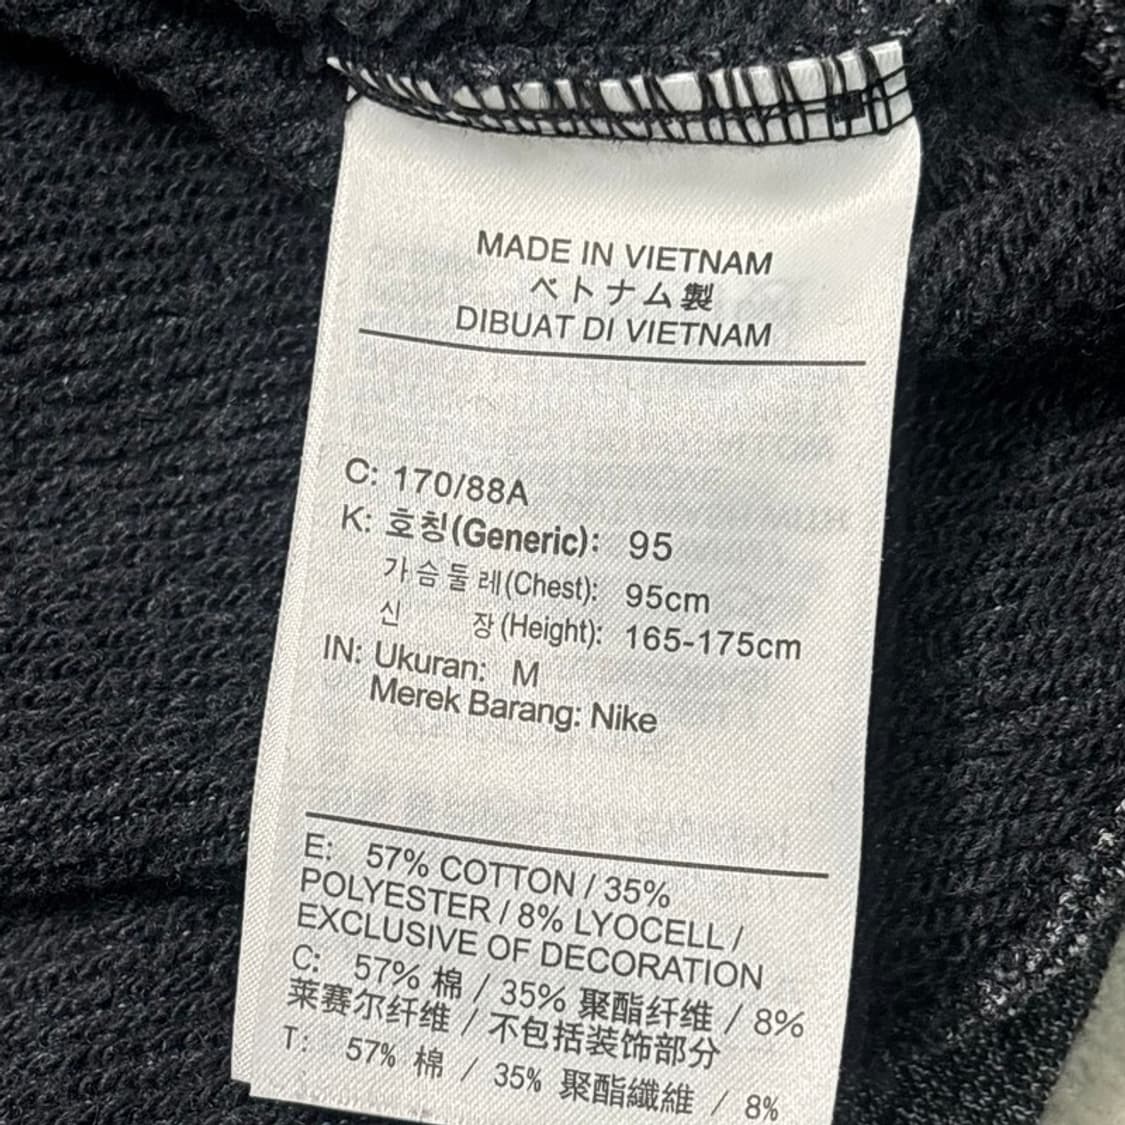 MADE IN VIETNAM
ベトナム製
DIBUAT DI VIETNAM
C: 170/88A
K: 호칭(Generic): 95
가슴둘레(Chest): 95cm
신 장(Height): 165-175cm
IN: Ukuran: M
Merek Barang: Nike
E: 57% COTTON / 35%
POLYESTER / 8% LYOCELL /
EXCLUSIVE OF DECORATION
C: 57% 棉 / 35% 聚酯纤维 / 8%
莱赛尔纤维 / 不包括装饰部分
T: 57% 棉 / 35% 聚酯纖維 / 8%